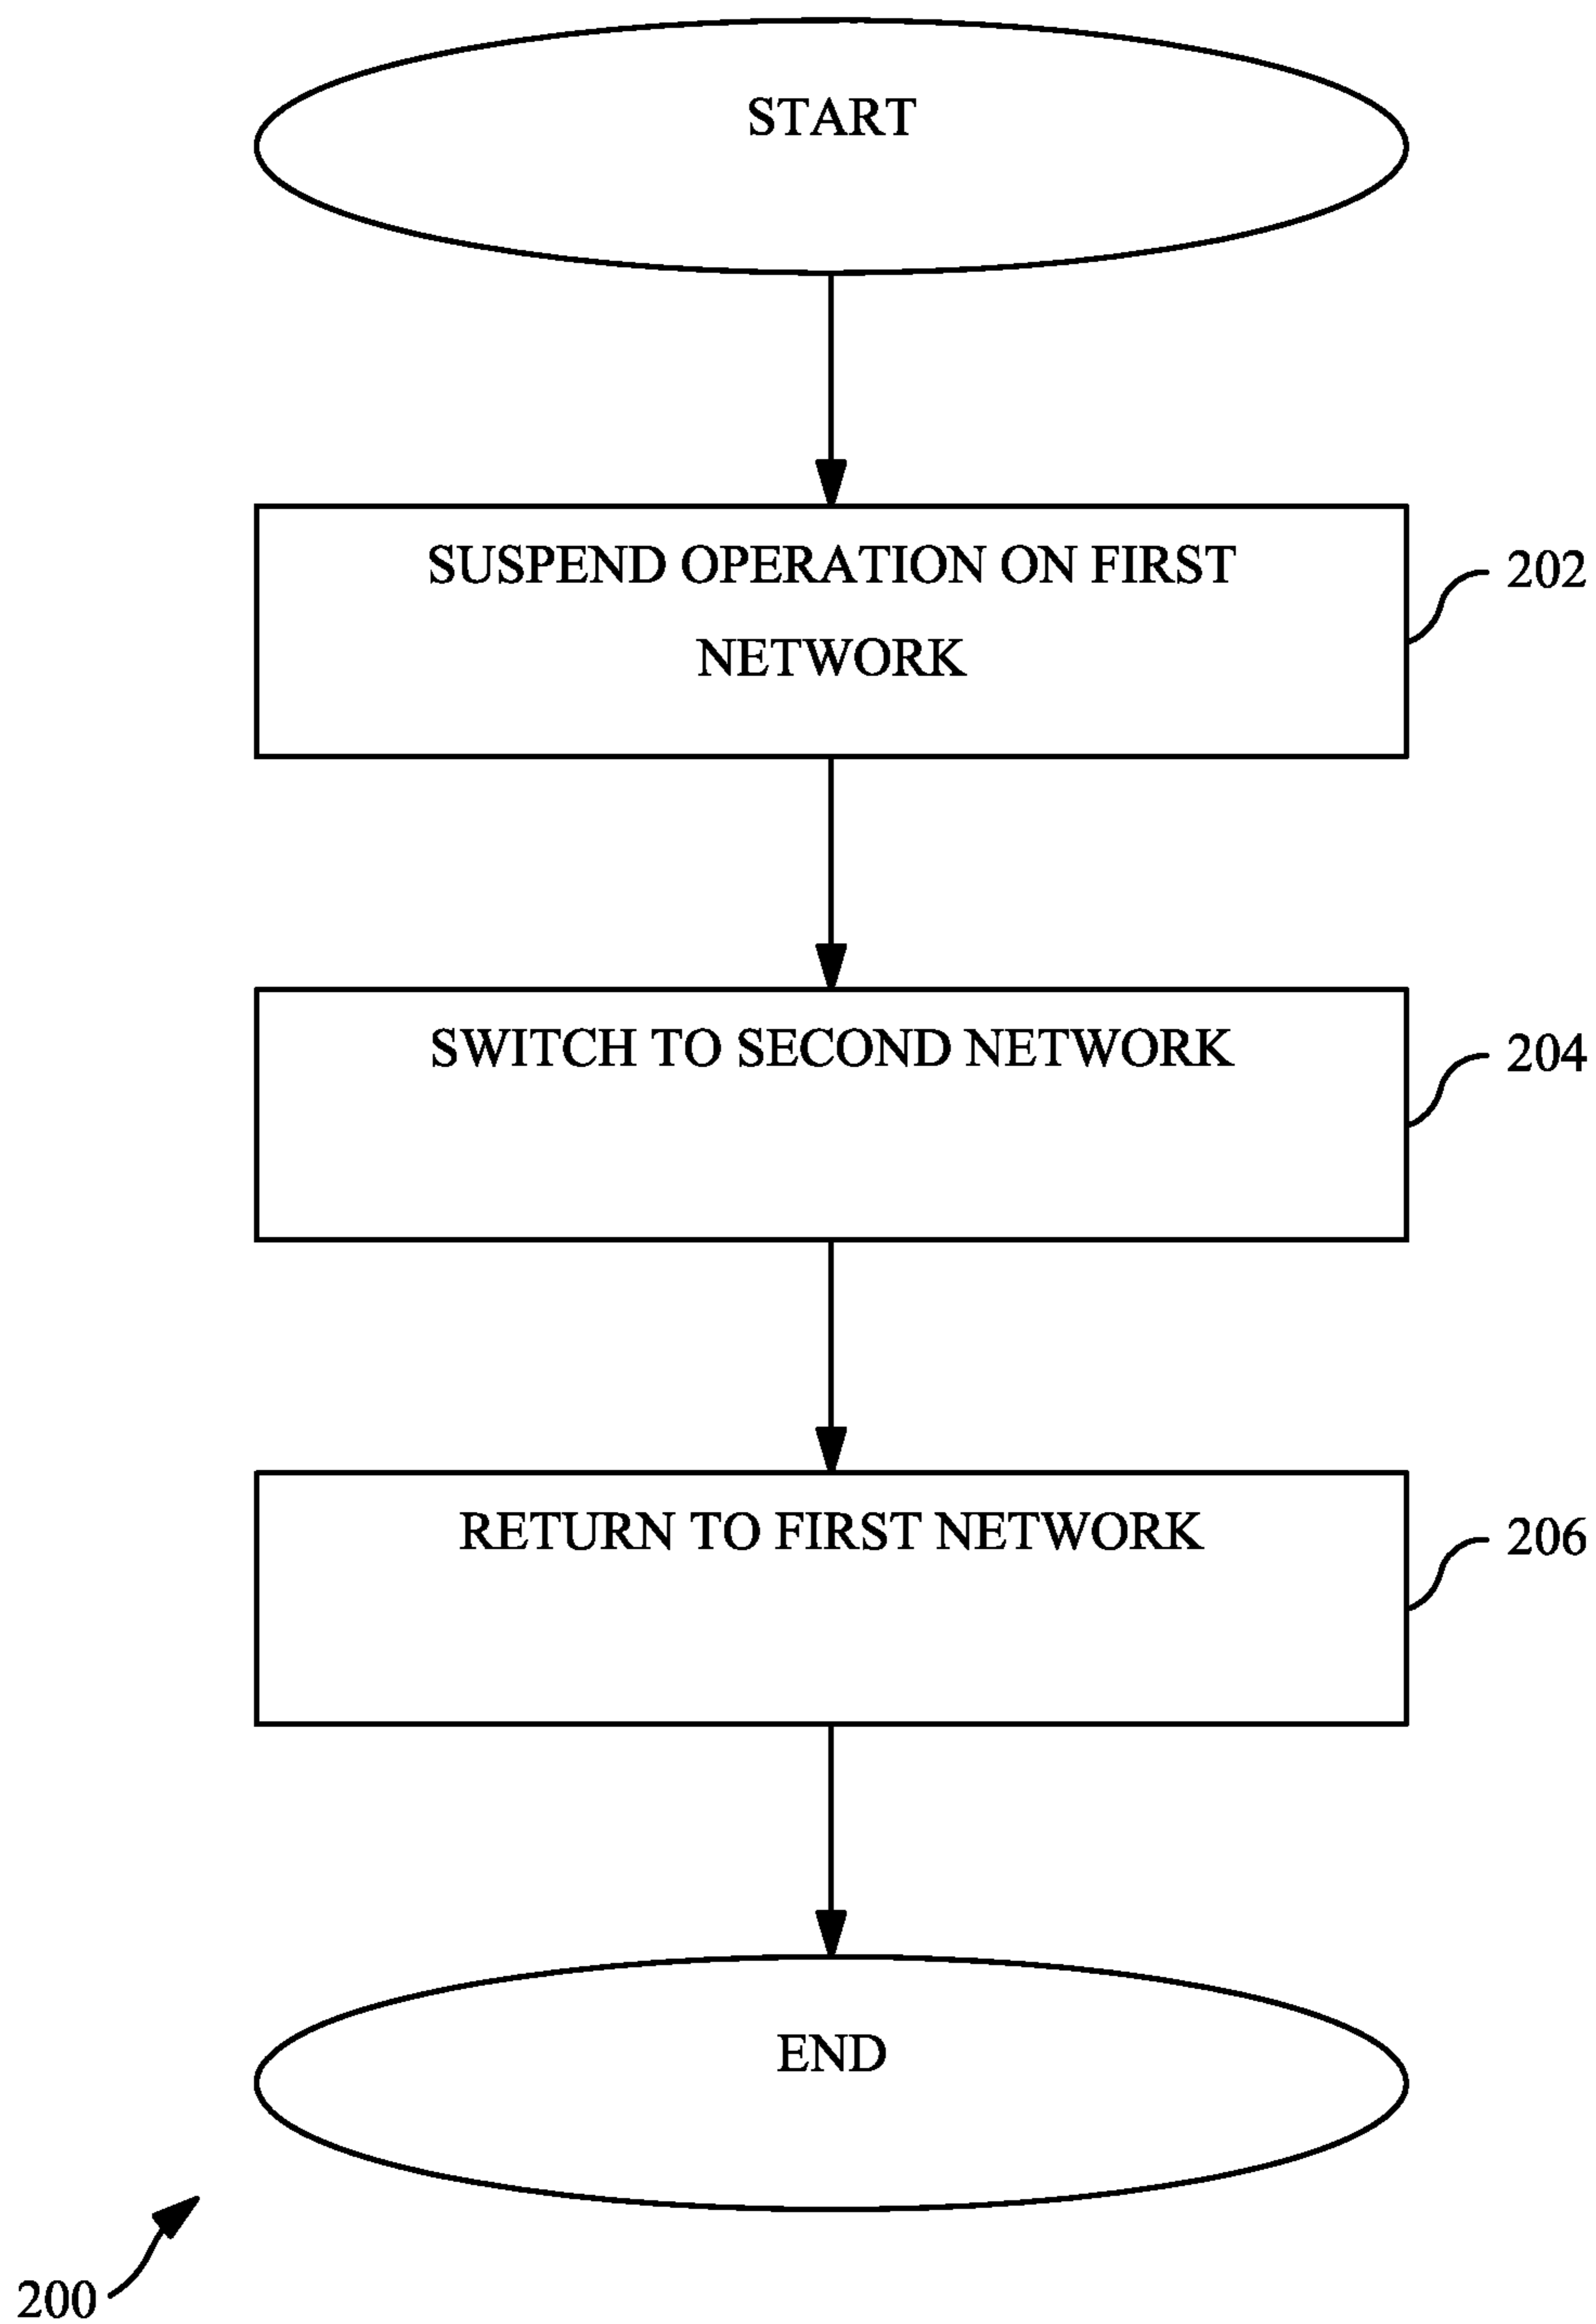 START
SUSPEND OPERATION ON FIRST
NETWORK
202
SWITCH TO SECOND NETWORK
204
RETURN TO FIRST NETWORK
206
END
200